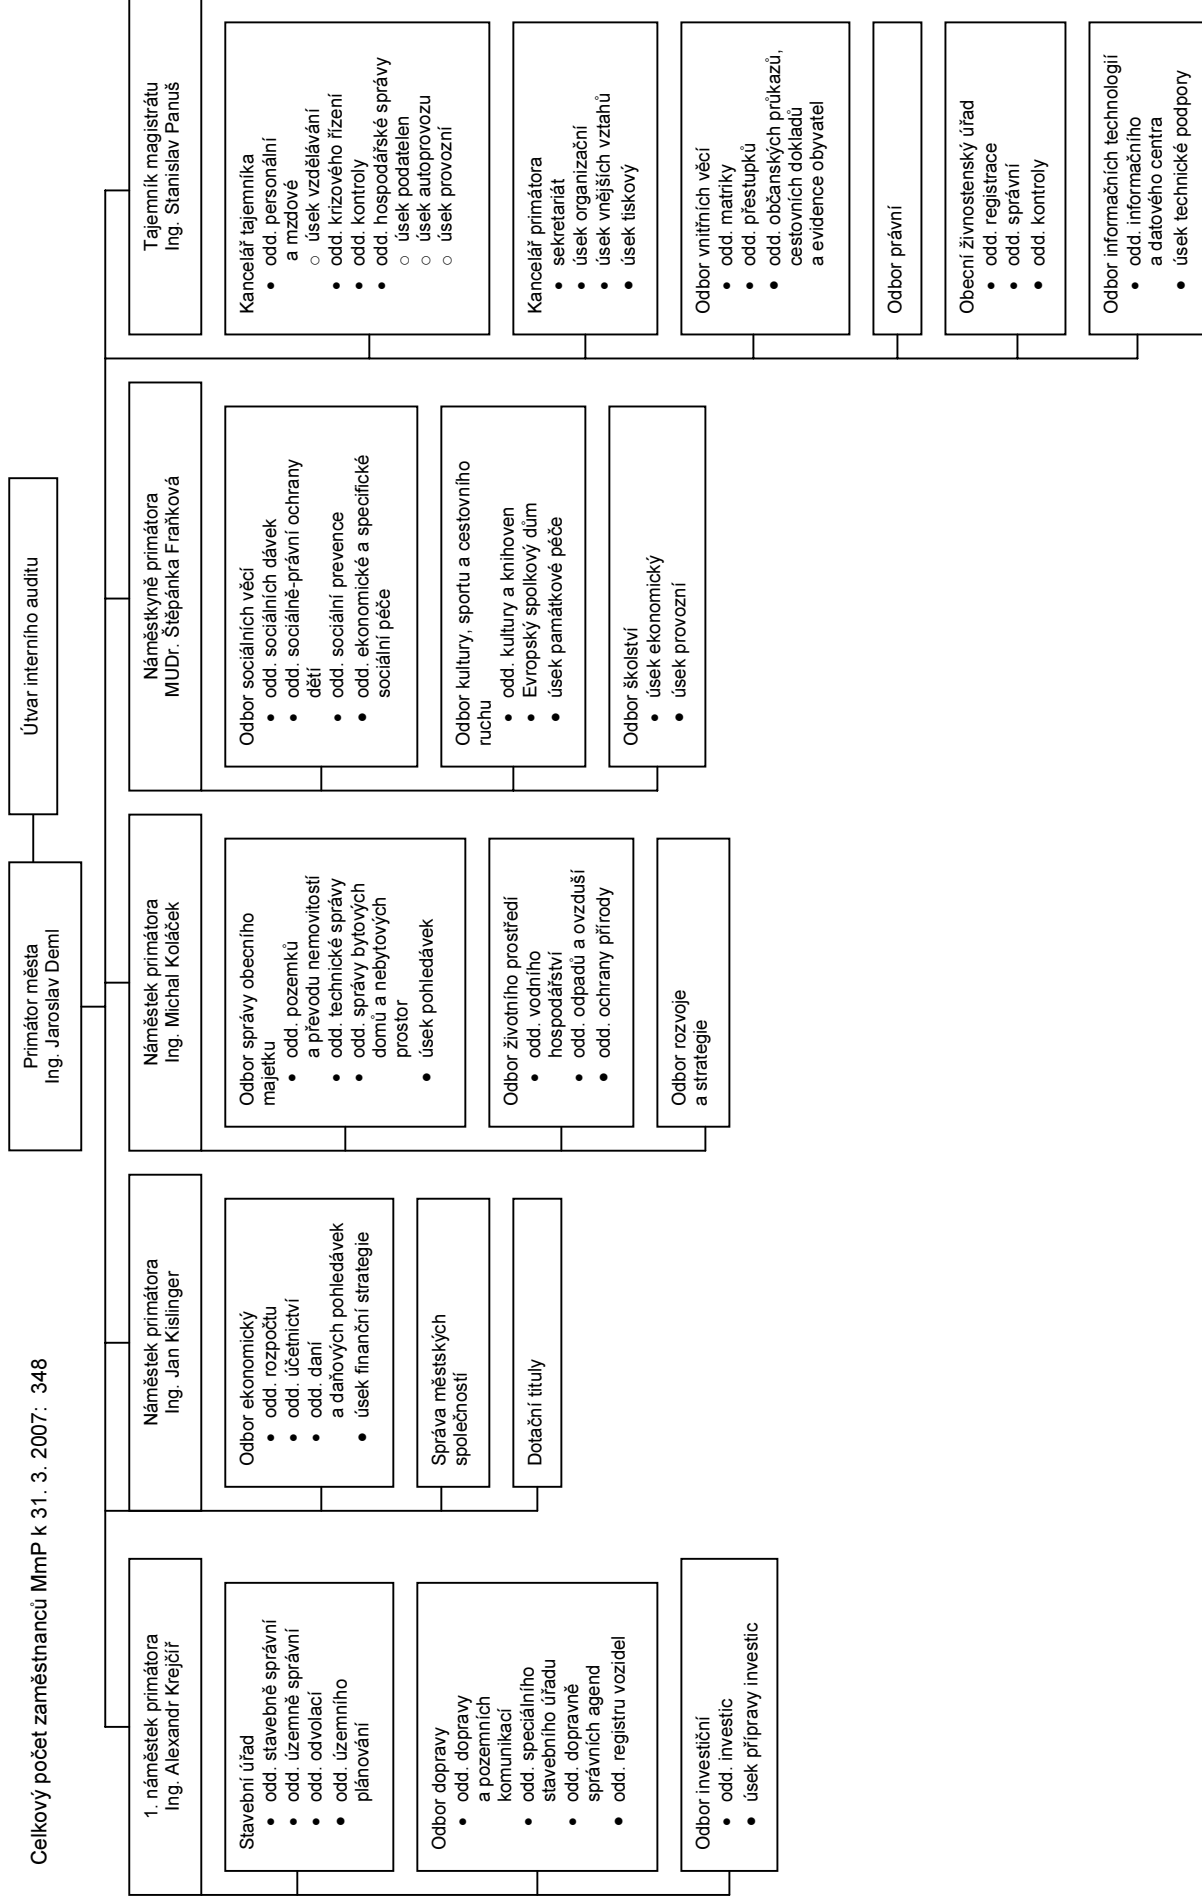 Celkový počet zaměstnanců MmP k 31. 3. 2007: 348
Primátor města
Ing. Jaroslav Deml
Útvar interního auditu
1. náměstek primátora
Ing. Alexandr Krejčíř
Stavební úřad
• odd. stavebně správní
• odd. územně správní
• odd. odvolací
• odd. územního
plánování
Odbor dopravy
• odd. dopravy
a pozemních
komunikací
• odd. speciálního
stavebního úřadu
• odd. dopravně
správních agend
• odd. registru vozidel
Odbor investiční
• odd. investic
• úsek přípravy investic
Náměstek primátora
Ing. Jan Kislinger
Odbor ekonomický
• odd. rozpočtu
• odd. účetnictví
• odd. daní
a daňových pohledávek
• úsek finanční strategie
Správa městských
společností
Dotační tituly
Náměstek primátora
Ing. Michal Koláček
Odbor správy obecního
majetku
• odd. pozemků
a převodu nemovitostí
• odd. technické správy
• odd. správy bytových
domů a nebytových
prostor
• úsek pohledávek
Odbor životního prostředí
• odd. vodního
hospodářství
• odd. odpadů a ovzduší
• odd. ochrany přírody
Odbor rozvoje
a strategie
Náměstkyně primátora
MUDr. Štěpánka Fraňková
Odbor sociálních věcí
• odd. sociálních dávek
• odd. sociálně-právní ochrany
dětí
• odd. sociální prevence
• odd. ekonomické a specifické
sociální péče
Odbor kultury, sportu a cestovního
ruchu
• odd. kultury a knihoven
• Evropský spolkový dům
• úsek památkové péče
Odbor školství
• úsek ekonomický
• úsek provozní
Tajemník magistrátu
Ing. Stanislav Panuš
Kancelář tajemníka
• odd. personální
a mzdové
○ úsek vzdělávání
• odd. krizového řízení
• odd. kontroly
• odd. hospodářské správy
○ úsek podatelen
○ úsek autoprovozu
○ úsek provozní
Kancelář primátora
• sekretariát
• úsek organizační
• úsek vnějších vztahů
• úsek tiskový
Odbor vnitřních věcí
• odd. matriky
• odd. přestupků
• odd. občanských průkazů,
cestovních dokladů
a evidence obyvatel
Odbor právní
Obecní živnostenský úřad
• odd. registrace
• odd. správní
• odd. kontroly
Odbor informačních technologií
• odd. informačního
a datového centra
• úsek technické podpory